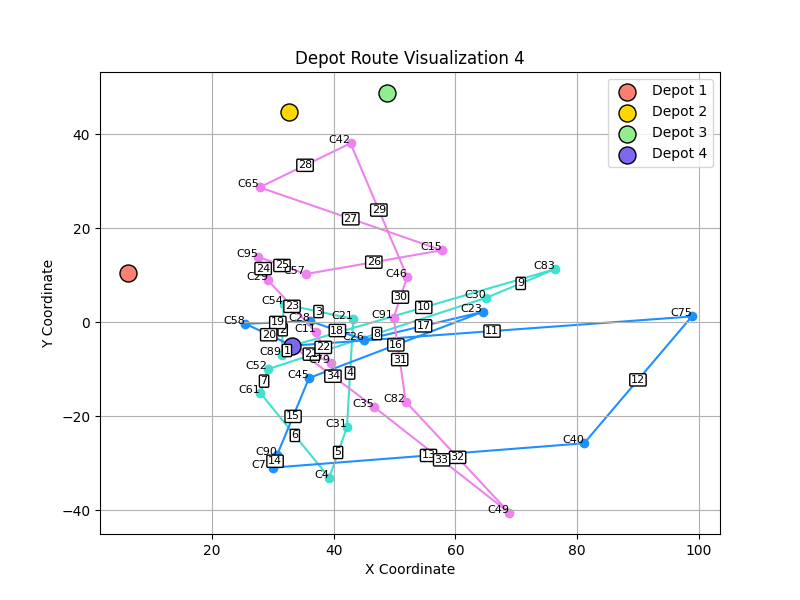 Depot Route Visualization 4
Depot 1
Depot 2
Depot 3
Depot 4
Y Coordinate
X Coordinate
40
20
0
−20
−40
20
40
60
80
100
C42
C65
C15
C95
C57
C29
C46
C83
C30
C23
C75
C54
C28
C21
C91
C58
C11
C26
C89
C79
C52
C45
C61
C35
C82
C31
C90
C7
C4
C40
C49
28
29
27
26
25
24
30
10
9
23
3
19
20
2
18
17
8
11
1
22
16
31
7
34
4
12
15
6
5
14
13
33
32